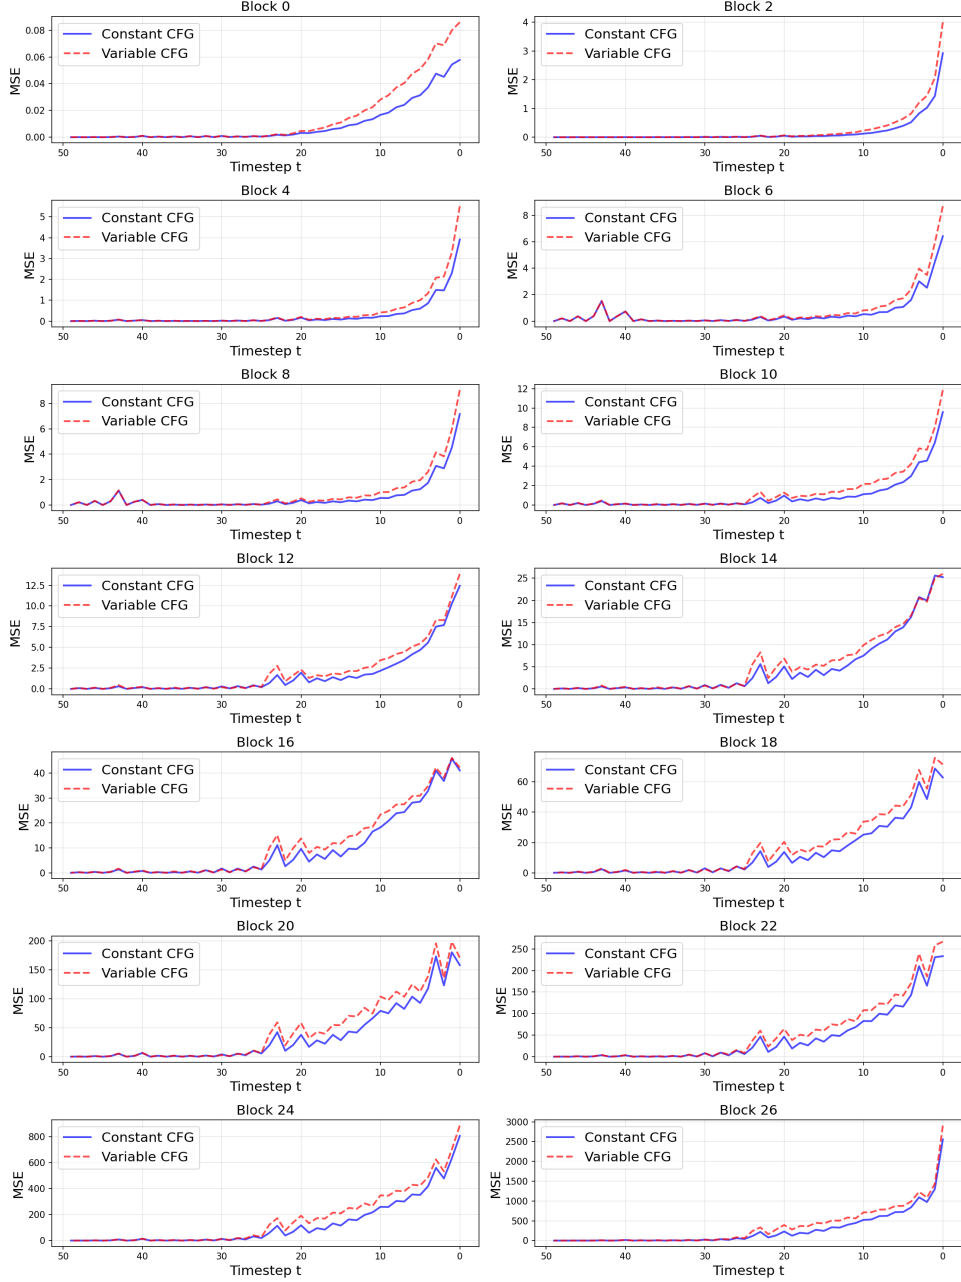 Block 0
Constant CFG
Variable CFG
MSE
0.08
0.06
0.04
0.02
0.00
50 40 30 20 10 0
Timestep t
Block 2
Constant CFG
Variable CFG
MSE
4
3
2
1
0
50 40 30 20 10 0
Timestep t
Block 4
Constant CFG
Variable CFG
MSE
5
4
3
2
1
0
50 40 30 20 10 0
Timestep t
Block 6
Constant CFG
Variable CFG
MSE
8
6
4
2
0
50 40 30 20 10 0
Timestep t
Block 8
Constant CFG
Variable CFG
MSE
8
6
4
2
0
50 40 30 20 10 0
Timestep t
Block 10
Constant CFG
Variable CFG
MSE
12
10
8
6
4
2
0
50 40 30 20 10 0
Timestep t
Block 12
Constant CFG
Variable CFG
MSE
12.5
10.0
7.5
5.0
2.5
0.0
50 40 30 20 10 0
Timestep t
Block 14
Constant CFG
Variable CFG
MSE
25
20
15
10
5
0
50 40 30 20 10 0
Timestep t
Block 16
Constant CFG
Variable CFG
MSE
40
30
20
10
0
50 40 30 20 10 0
Timestep t
Block 18
Constant CFG
Variable CFG
MSE
60
40
20
0
50 40 30 20 10 0
Timestep t
Block 20
Constant CFG
Variable CFG
MSE
200
150
100
50
0
50 40 30 20 10 0
Timestep t
Block 22
Constant CFG
Variable CFG
MSE
250
200
150
100
50
0
50 40 30 20 10 0
Timestep t
Block 24
Constant CFG
Variable CFG
MSE
800
600
400
200
0
50 40 30 20 10 0
Timestep t
Block 26
Constant CFG
Variable CFG
MSE
3000
2500
2000
1500
1000
500
0
50 40 30 20 10 0
Timestep t